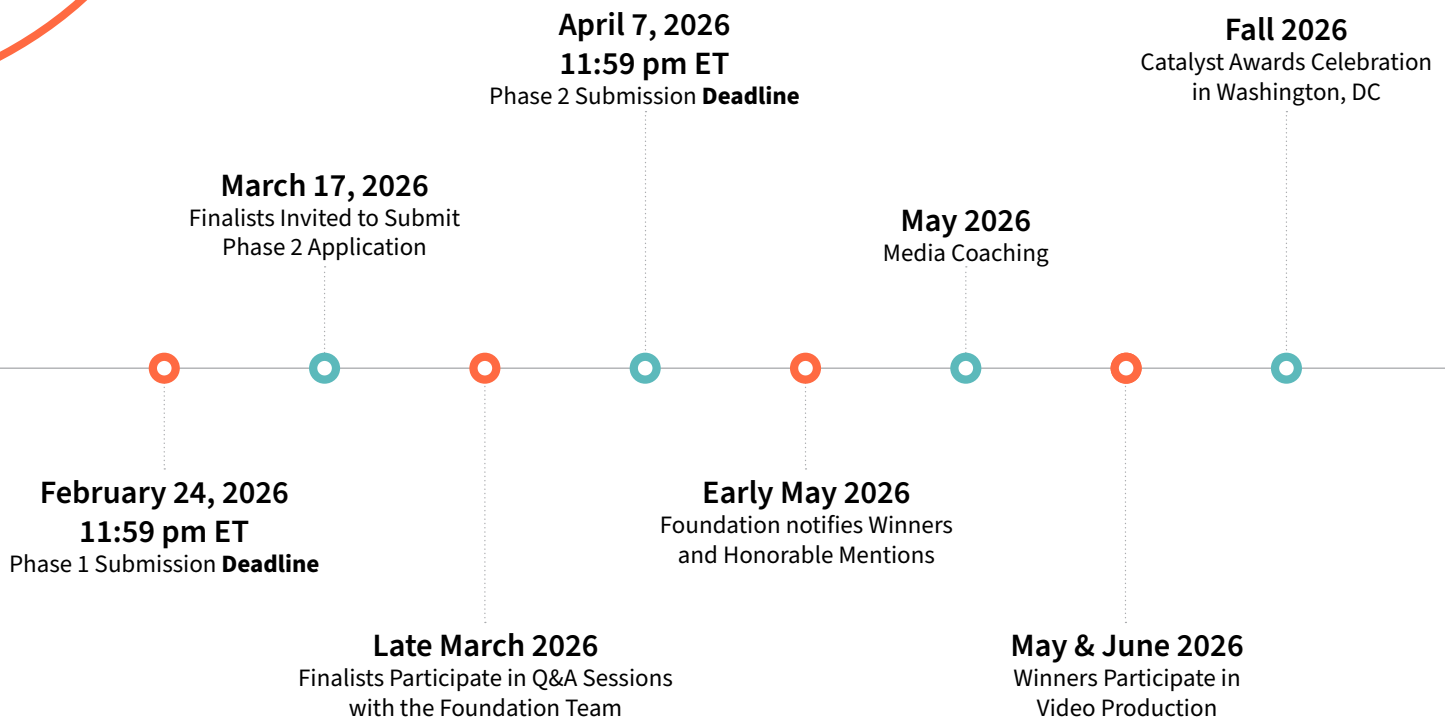 February 24, 2026
11:59 pm ET
Phase 1 Submission Deadline
March 17, 2026
Finalists Invited to Submit
Phase 2 Application
Late March 2026
Finalists Participate in Q&A Sessions
with the Foundation Team
April 7, 2026
11:59 pm ET
Phase 2 Submission Deadline
Early May 2026
Foundation notifies Winners
and Honorable Mentions
May 2026
Media Coaching
May & June 2026
Winners Participate in
Video Production
Fall 2026
Catalyst Awards Celebration
in Washington, DC